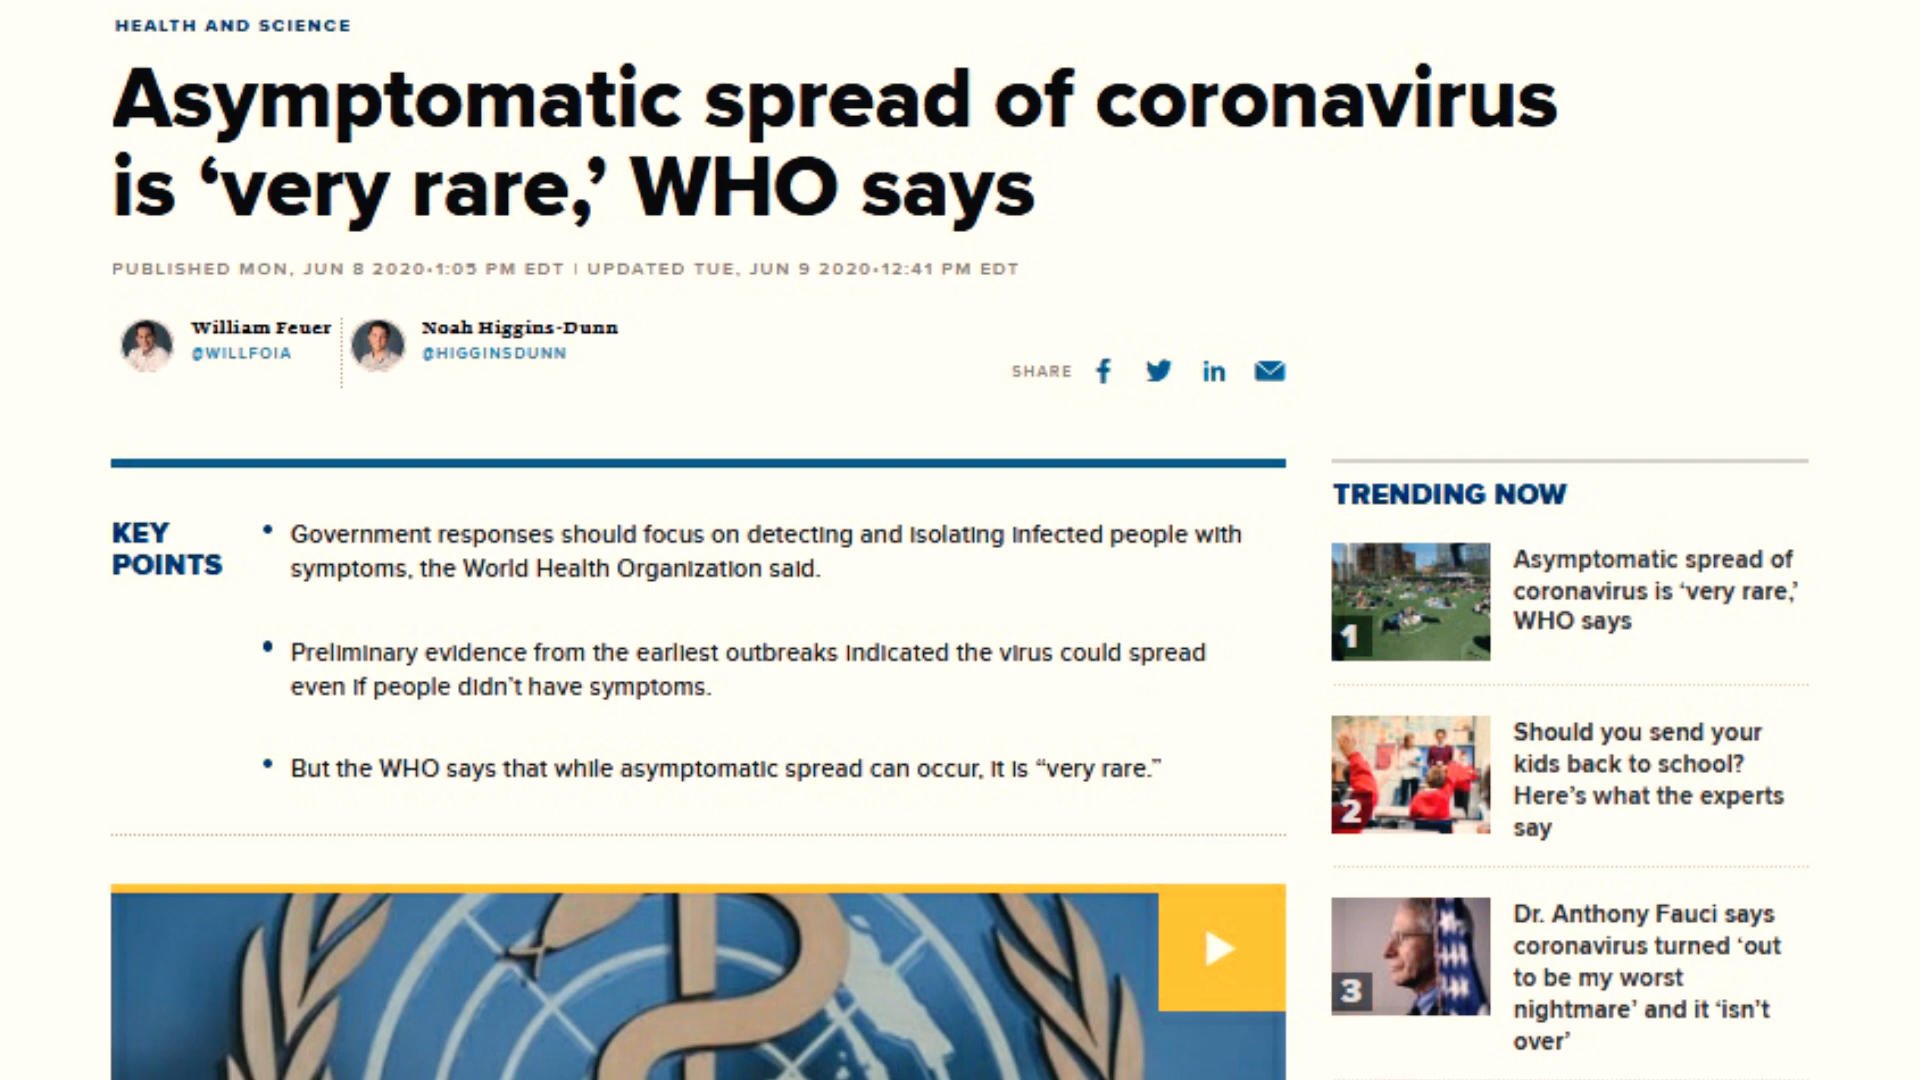 HEALTH AND SCIENCE
Asymptomatic spread of coronavirus
is ‘very rare,’ WHO says
PUBLISHED MON, JUN 8 2020•1:05 PM EDT | UPDATED TUE, JUN 9 2020•12:41 PM EDT
William Feuer
@WILLFOIA
Noah Higgins-Dunn
@HIGGINSDUNN
SHARE
KEY
POINTS
• Government responses should focus on detecting and isolating infected people with
symptoms, the World Health Organization said.
• Preliminary evidence from the earliest outbreaks indicated the virus could spread
even if people didn’t have symptoms.
• But the WHO says that while asymptomatic spread can occur, it is “very rare.”
TRENDING NOW
1
Asymptomatic spread of
coronavirus is ‘very rare,’
WHO says
2
Should you send your
kids back to school?
Here’s what the experts
say
3
Dr. Anthony Fauci says
coronavirus turned ‘out
to be my worst
nightmare’ and it ‘isn’t
over’